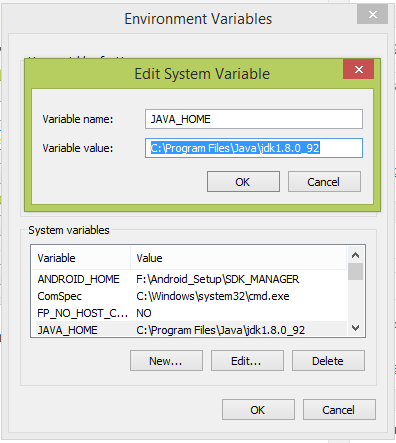 Environment Variables
Edit System Variable
Variable name: JAVA_HOME
Variable value: C:\Program Files\Java\jdk1.8.0_92
OK Cancel
System variables
Variable Value
ANDROID_HOME F:\Android_Setup\SDK_MANAGER
ComSpec C:\Windows\system32\cmd.exe
FP_NO_HOST_C... NO
JAVA_HOME C:\Program Files\Java\jdk1.8.0_92
New... Edit... Delete
OK Cancel